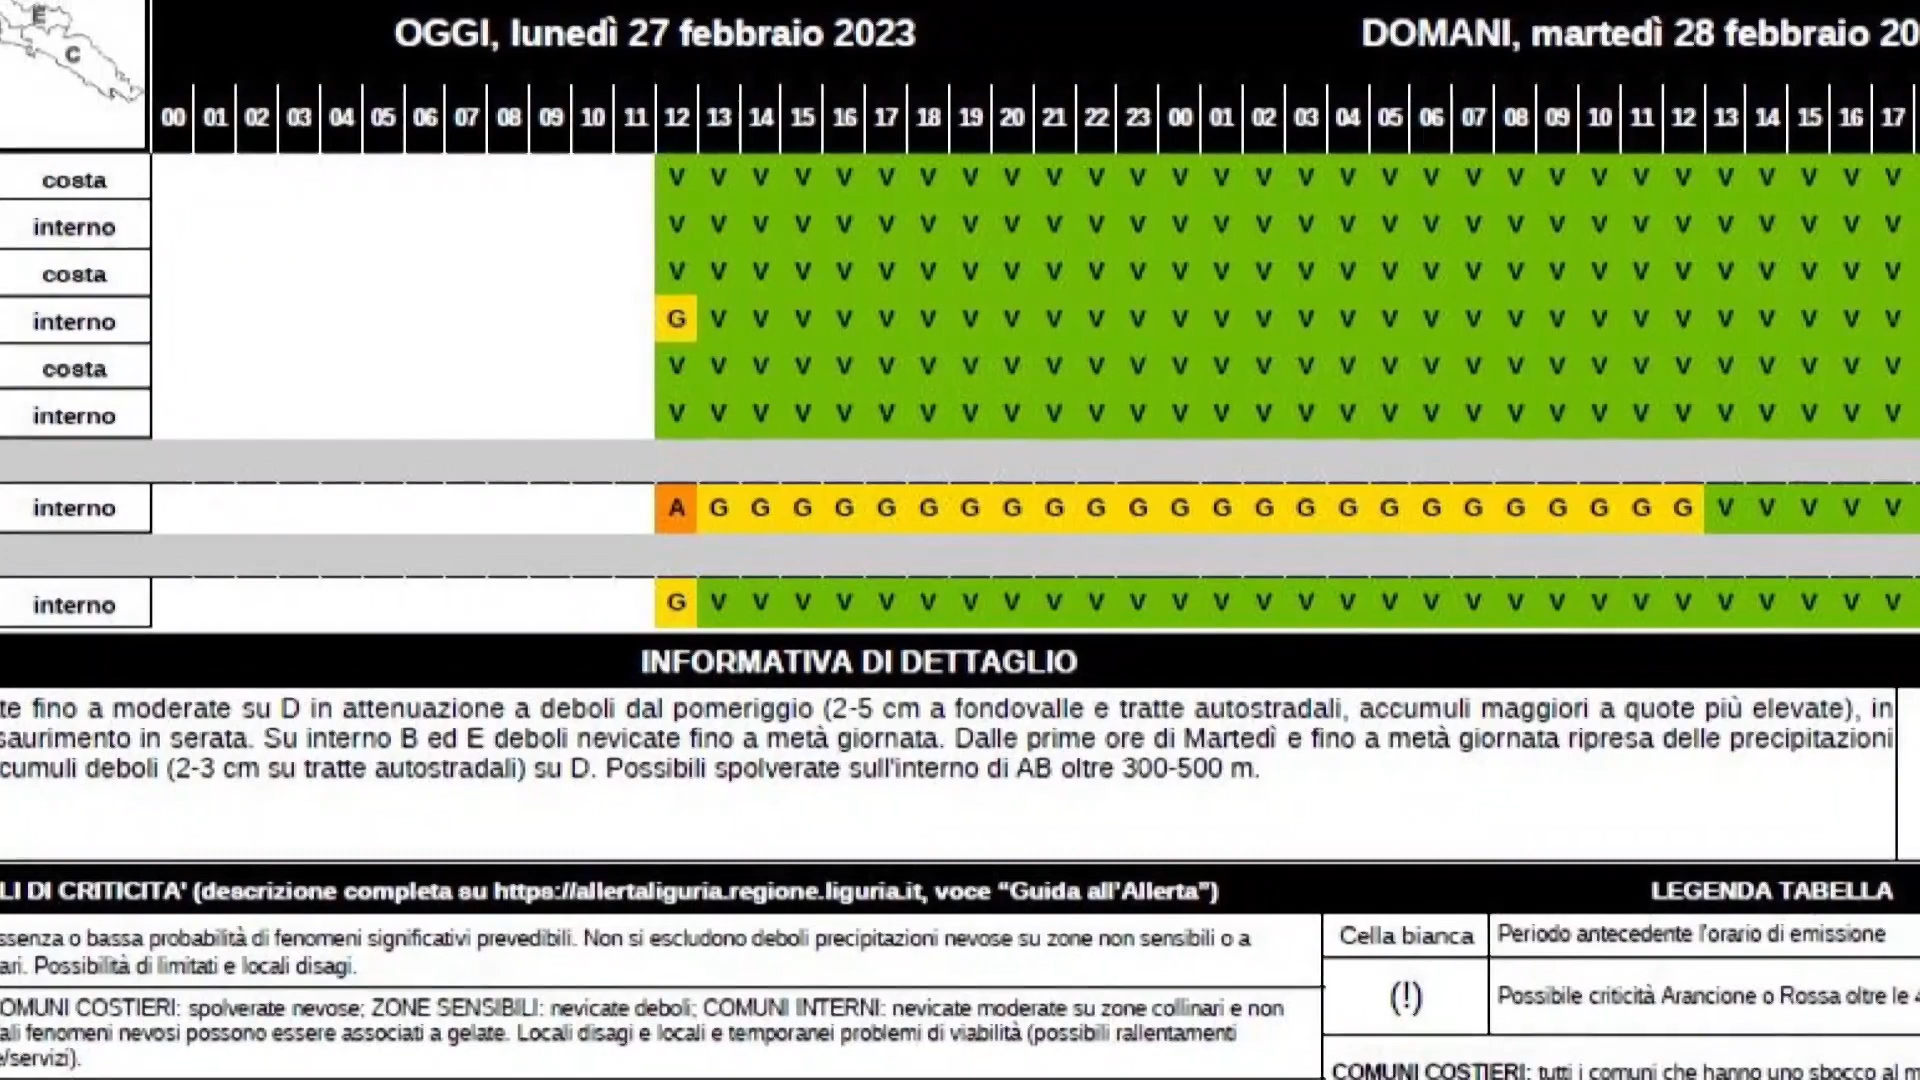 E
C
OGGI, lunedì 27 febbraio 2023 DOMANI, martedì 28 febbraio 20
00 01 02 03 04 05 06 07 08 09 10 11 12 13 14 15 16 17 18 19 20 21 22 23 00 01 02 03 04 05 06 07 08 09 10 11 12 13 14 15 16 17
costa V V V V V V V V V V V V V V V V V V V V V V V V V V V V V V
interno V V V V V V V V V V V V V V V V V V V V V V V V V V V V V V
costa V V V V V V V V V V V V V V V V V V V V V V V V V V V V V V
interno G V V V V V V V V V V V V V V V V V V V V V V V V V V V V V
costa V V V V V V V V V V V V V V V V V V V V V V V V V V V V V V
interno V V V V V V V V V V V V V V V V V V V V V V V V V V V V V V
interno A G G G G G G G G G G G G G G G G G G G G G G G G V V V V V
interno G V V V V V V V V V V V V V V V V V V V V V V V V V V V V V
INFORMATIVA DI DETTAGLIO
te fino a moderate su D in attenuazione a deboli dal pomeriggio (2-5 cm a fondovalle e tratte autostradali, accumuli maggiori a quote più elevate), in
saurimento in serata. Su interno B ed E deboli nevicate fino a metà giornata. Dalle prime ore di Martedì e fino a metà giornata ripresa delle precipitazioni
cumuli deboli (2-3 cm su tratte autostradali) su D. Possibili spolverate sull'interno di AB oltre 300-500 m.
LI DI CRITICITA' (descrizione completa su https://allertaliguria.regione.liguria.it, voce “Guida all’Allerta”) LEGENDA TABELLA
ssenza o bassa probabilità di fenomeni significativi prevedibili. Non si escludono deboli precipitazioni nevose su zone non sensibili o a
ari. Possibilità di limitati e locali disagi.
Cella bianca Periodo antecedente l'orario di emissione
(!) Possibile criticità Arancione o Rossa oltre le 4
OMUNI COSTIERI: spolverate nevose; ZONE SENSIBILI: nevicate deboli; COMUNI INTERNI: nevicate moderate su zone collinari e non
ali fenomeni nevosi possono essere associati a gelate. Locali disagi e locali e temporanei problemi di viabilità (possibili rallentamenti
e/servizi).
COMUNI COSTIERI: tutti i comuni che hanno uno sbocco al m